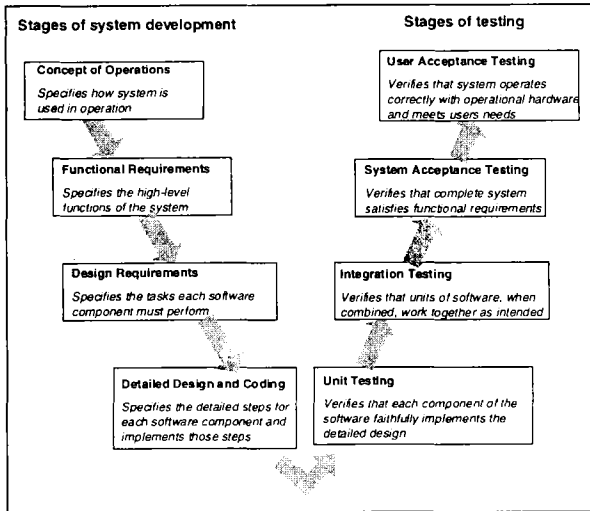 Stages of system development
Concept of Operations
Specifies how system is
used in operation
Functional Requirements
Specifies the high-level
functions of the system
Design Requirements
Specifies the tasks each software
component must perform
Detailed Design and Coding
Specifies the detailed steps for
each software component and
implements those steps
Stages of testing
User Acceptance Testing
Verifies that system operates
correctly with operational hardware
and meets users needs
System Acceptance Testing
Verifies that complete system
satisfies functional requirements
Integration Testing
Verifies that units of software, when
combined, work together as intended
Unit Testing
Verifies that each component of the
software faithfully implements the
detailed design